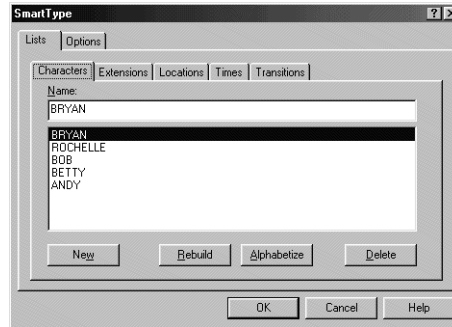 SmartType
Lists Options
Characters Extensions Locations Times Transitions
Name:
BRYAN
BRYAN
ROCHELLE
BOB
BETTY
ANDY
New Rebuild Alphabetize Delete
OK Cancel Help